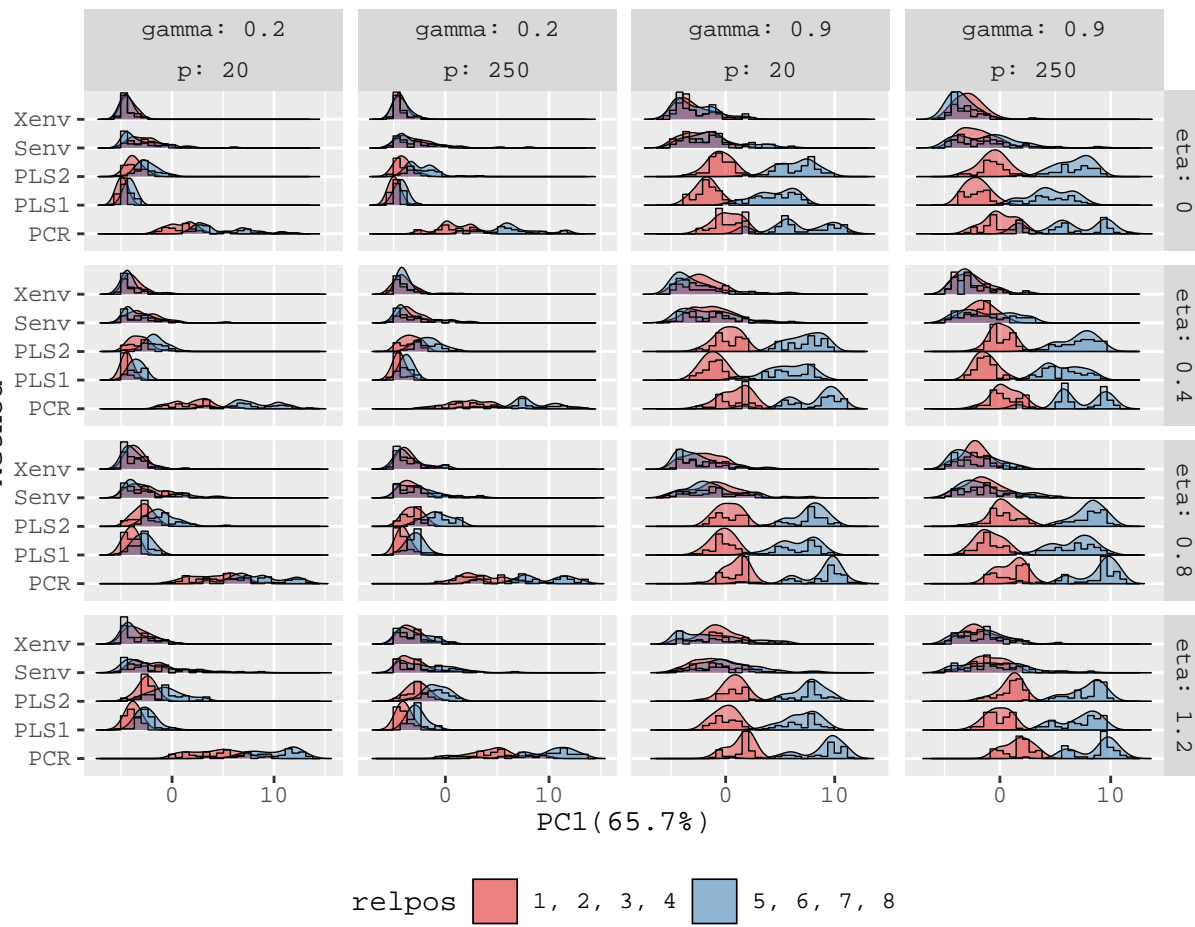 gamma: 0.2 gamma: 0.2 gamma: 0.9 gamma: 0.9
p: 20 p: 250 p: 20 p: 250
Xenv
Senv
PLS2
PLS1
PCR
eta: 0
Xenv
Senv
PLS2
PLS1
PCR
eta: 0.4
Xenv
Senv
PLS2
PLS1
PCR
eta: 0.8
Xenv
Senv
PLS2
PLS1
PCR
eta: 1.2
0 10 0 10 0 10 0 10
PC1(65.7%)
relpos 1, 2, 3, 4 5, 6, 7, 8